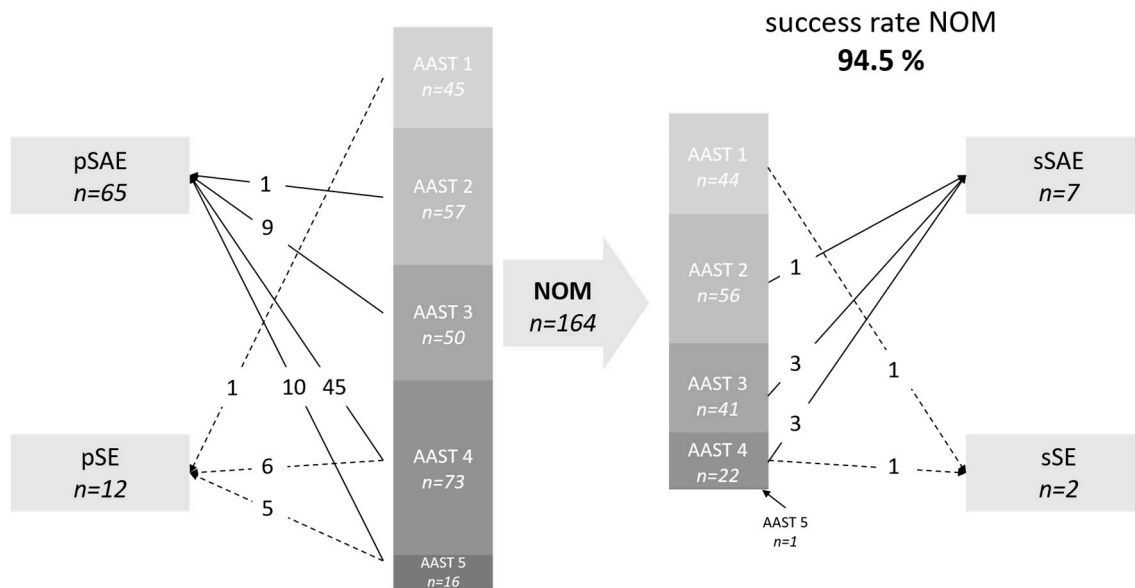 success rate NOM
94.5 %
AAST 1
n=45
pSAE
n=65
1
AAST 2
n=57
9
AAST 3
n=50
1
10
45
pSE
n=12
6
AAST 4
n=73
5
AAST 5
n=16
NOM
n=164
AAST 1
n=44
sSAE
n=7
AAST 2
n=56
1
3
AAST 3
n=41
1
3
AAST 4
n=22
1
sSE
n=2
AAST 5
n=1